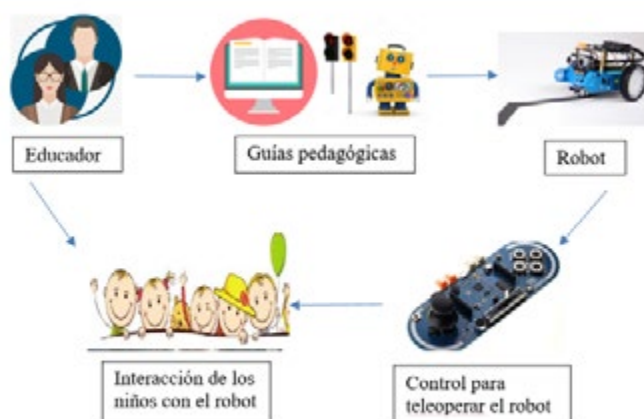 Educador
Guías pedagógicas
Robot
Interacción de los
niños con el robot
Control para
teleoperar el robot